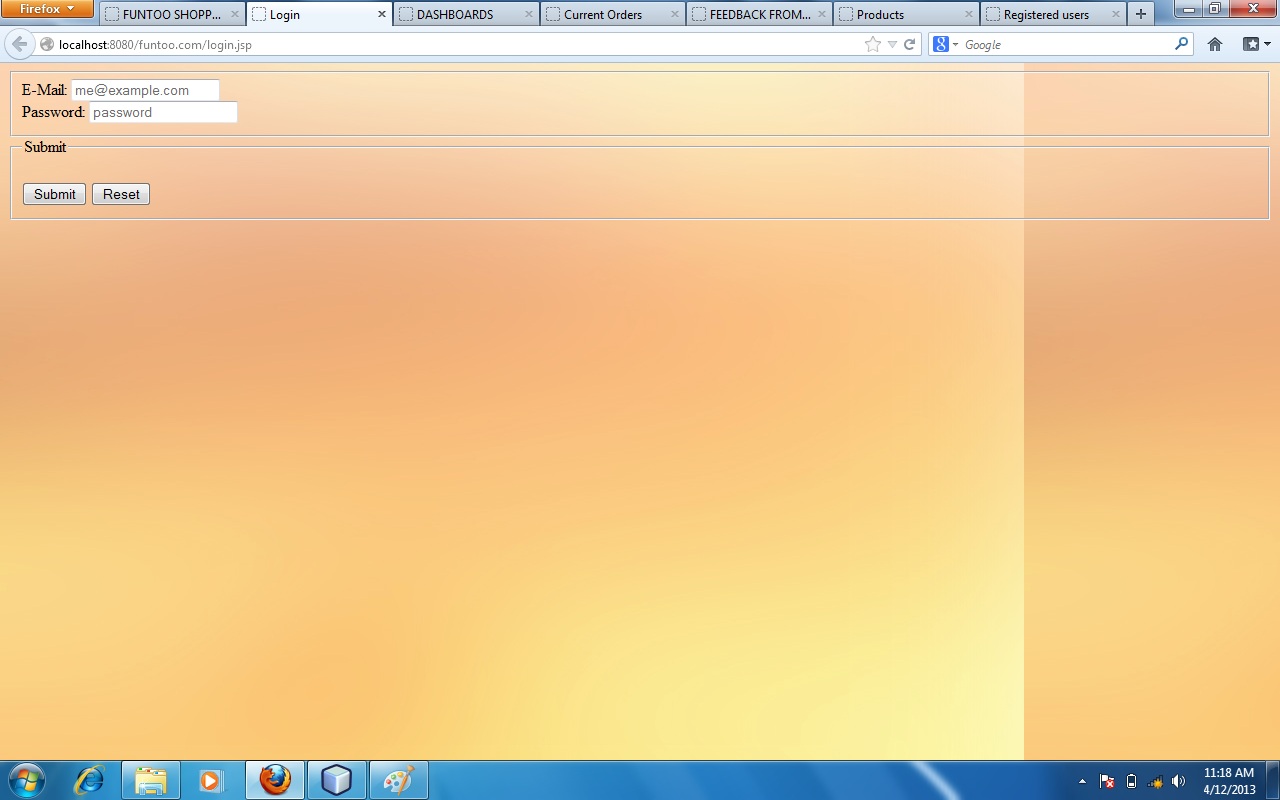 Firefox
FUNTOO SHOPP...
Login
DASHBOARDS
Current Orders
FEEDBACK FROM...
Products
Registered users
localhost:8080/funtoo.com/login.jsp
Google
E-Mail: me@example.com
Password: password
Submit
Submit Reset
11:18 AM
4/12/2013